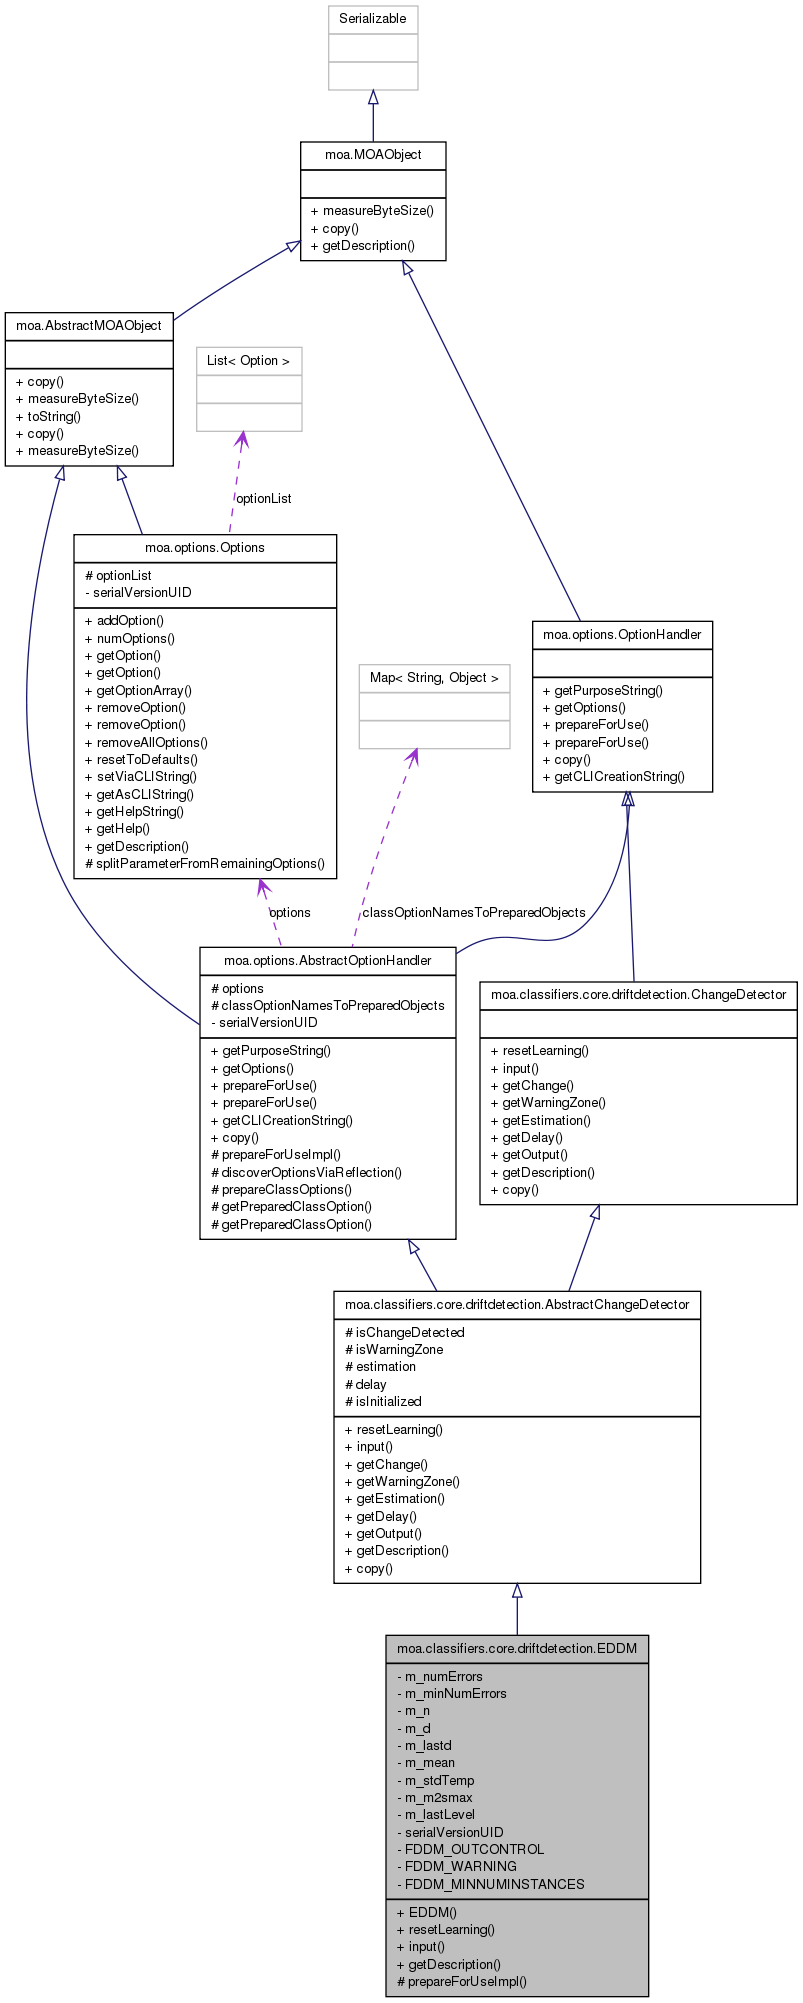 Serializable
moa.MOAObject
+ measureByteSize()
+ copy()
+ getDescription()
moa.AbstractMOAObject
+ copy()
+ measureByteSize()
+ toString()
+ copy()
+ measureByteSize()
List< Option >
optionList
moa.options.Options
# optionList
- serialVersionUID
+ addOption()
+ numOptions()
+ getOption()
+ getOption()
+ getOptionArray()
+ removeOption()
+ removeOption()
+ removeAllOptions()
+ resetToDefaults()
+ setViaCLIString()
+ getAsCLIString()
+ getHelpString()
+ getHelp()
+ getDescription()
# splitParameterFromRemainingOptions()
moa.options.OptionHandler
+ getPurposeString()
+ getOptions()
+ prepareForUse()
+ prepareForUse()
+ copy()
+ getCLICreationString()
Map< String, Object >
options
classOptionNamesToPreparedObjects
moa.options.AbstractOptionHandler
# options
# classOptionNamesToPreparedObjects
- serialVersionUID
+ getPurposeString()
+ getOptions()
+ prepareForUse()
+ prepareForUse()
+ getCLICreationString()
+ copy()
# prepareForUseImpl()
# discoverOptionsViaReflection()
# prepareClassOptions()
# getPreparedClassOption()
# getPreparedClassOption()
moa.classifiers.core.driftdetection.ChangeDetector
+ resetLearning()
+ input()
+ getChange()
+ getWarningZone()
+ getEstimation()
+ getDelay()
+ getOutput()
+ getDescription()
+ copy()
moa.classifiers.core.driftdetection.AbstractChangeDetector
# isChangeDetected
# isWarningZone
# estimation
# delay
# isInitialized
+ resetLearning()
+ input()
+ getChange()
+ getWarningZone()
+ getEstimation()
+ getDelay()
+ getOutput()
+ getDescription()
+ copy()
moa.classifiers.core.driftdetection.EDDM
- m_numErrors
- m_minNumErrors
- m_n
- m_d
- m_lastd
- m_mean
- m_stdTemp
- m_m2smax
- m_lastLevel
- serialVersionUID
- FDDM_OUTCONTROL
- FDDM_WARNING
- FDDM_MINNUMINSTANCES
+ EDDM()
+ resetLearning()
+ input()
+ getDescription()
# prepareForUseImpl()